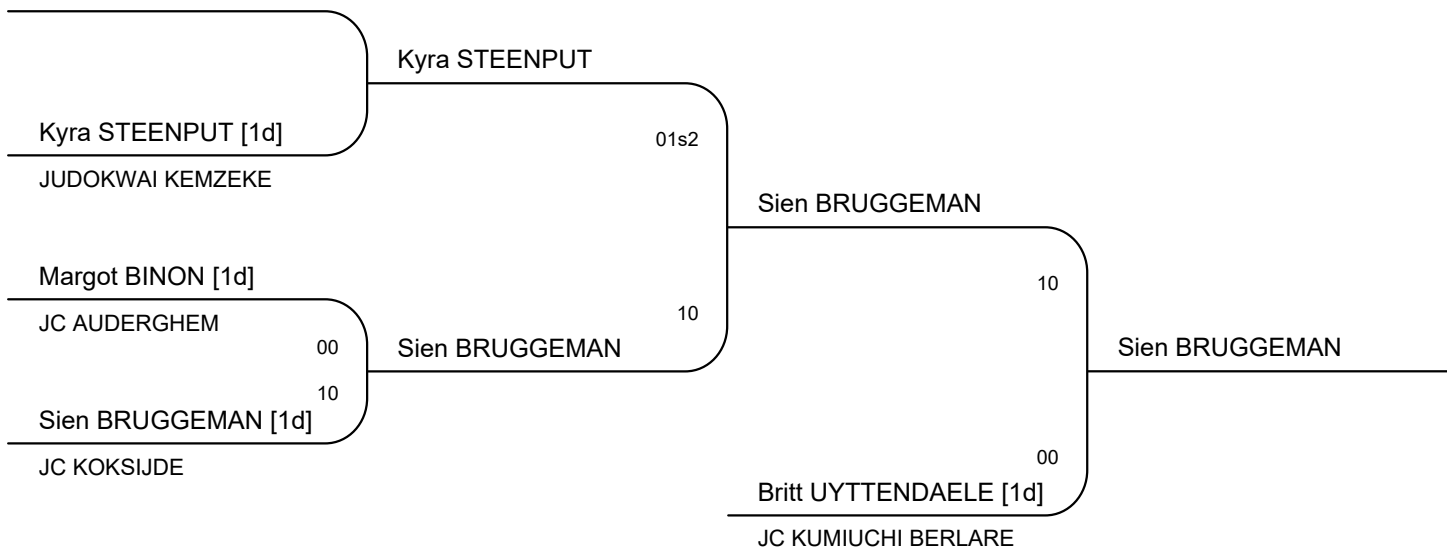 Kyra STEENPUT [1d]
JUDOKWAI KEMZEKE
Margot BINON [1d]
JC AUDERGHEM
00
10
Sien BRUGGEMAN [1d]
JC KOKSIJDE
Kyra STEENPUT
01s2
10
Sien BRUGGEMAN
Sien BRUGGEMAN
10
00
Britt UYTTENDAELE [1d]
JC KUMIUCHI BERLARE
Sien BRUGGEMAN